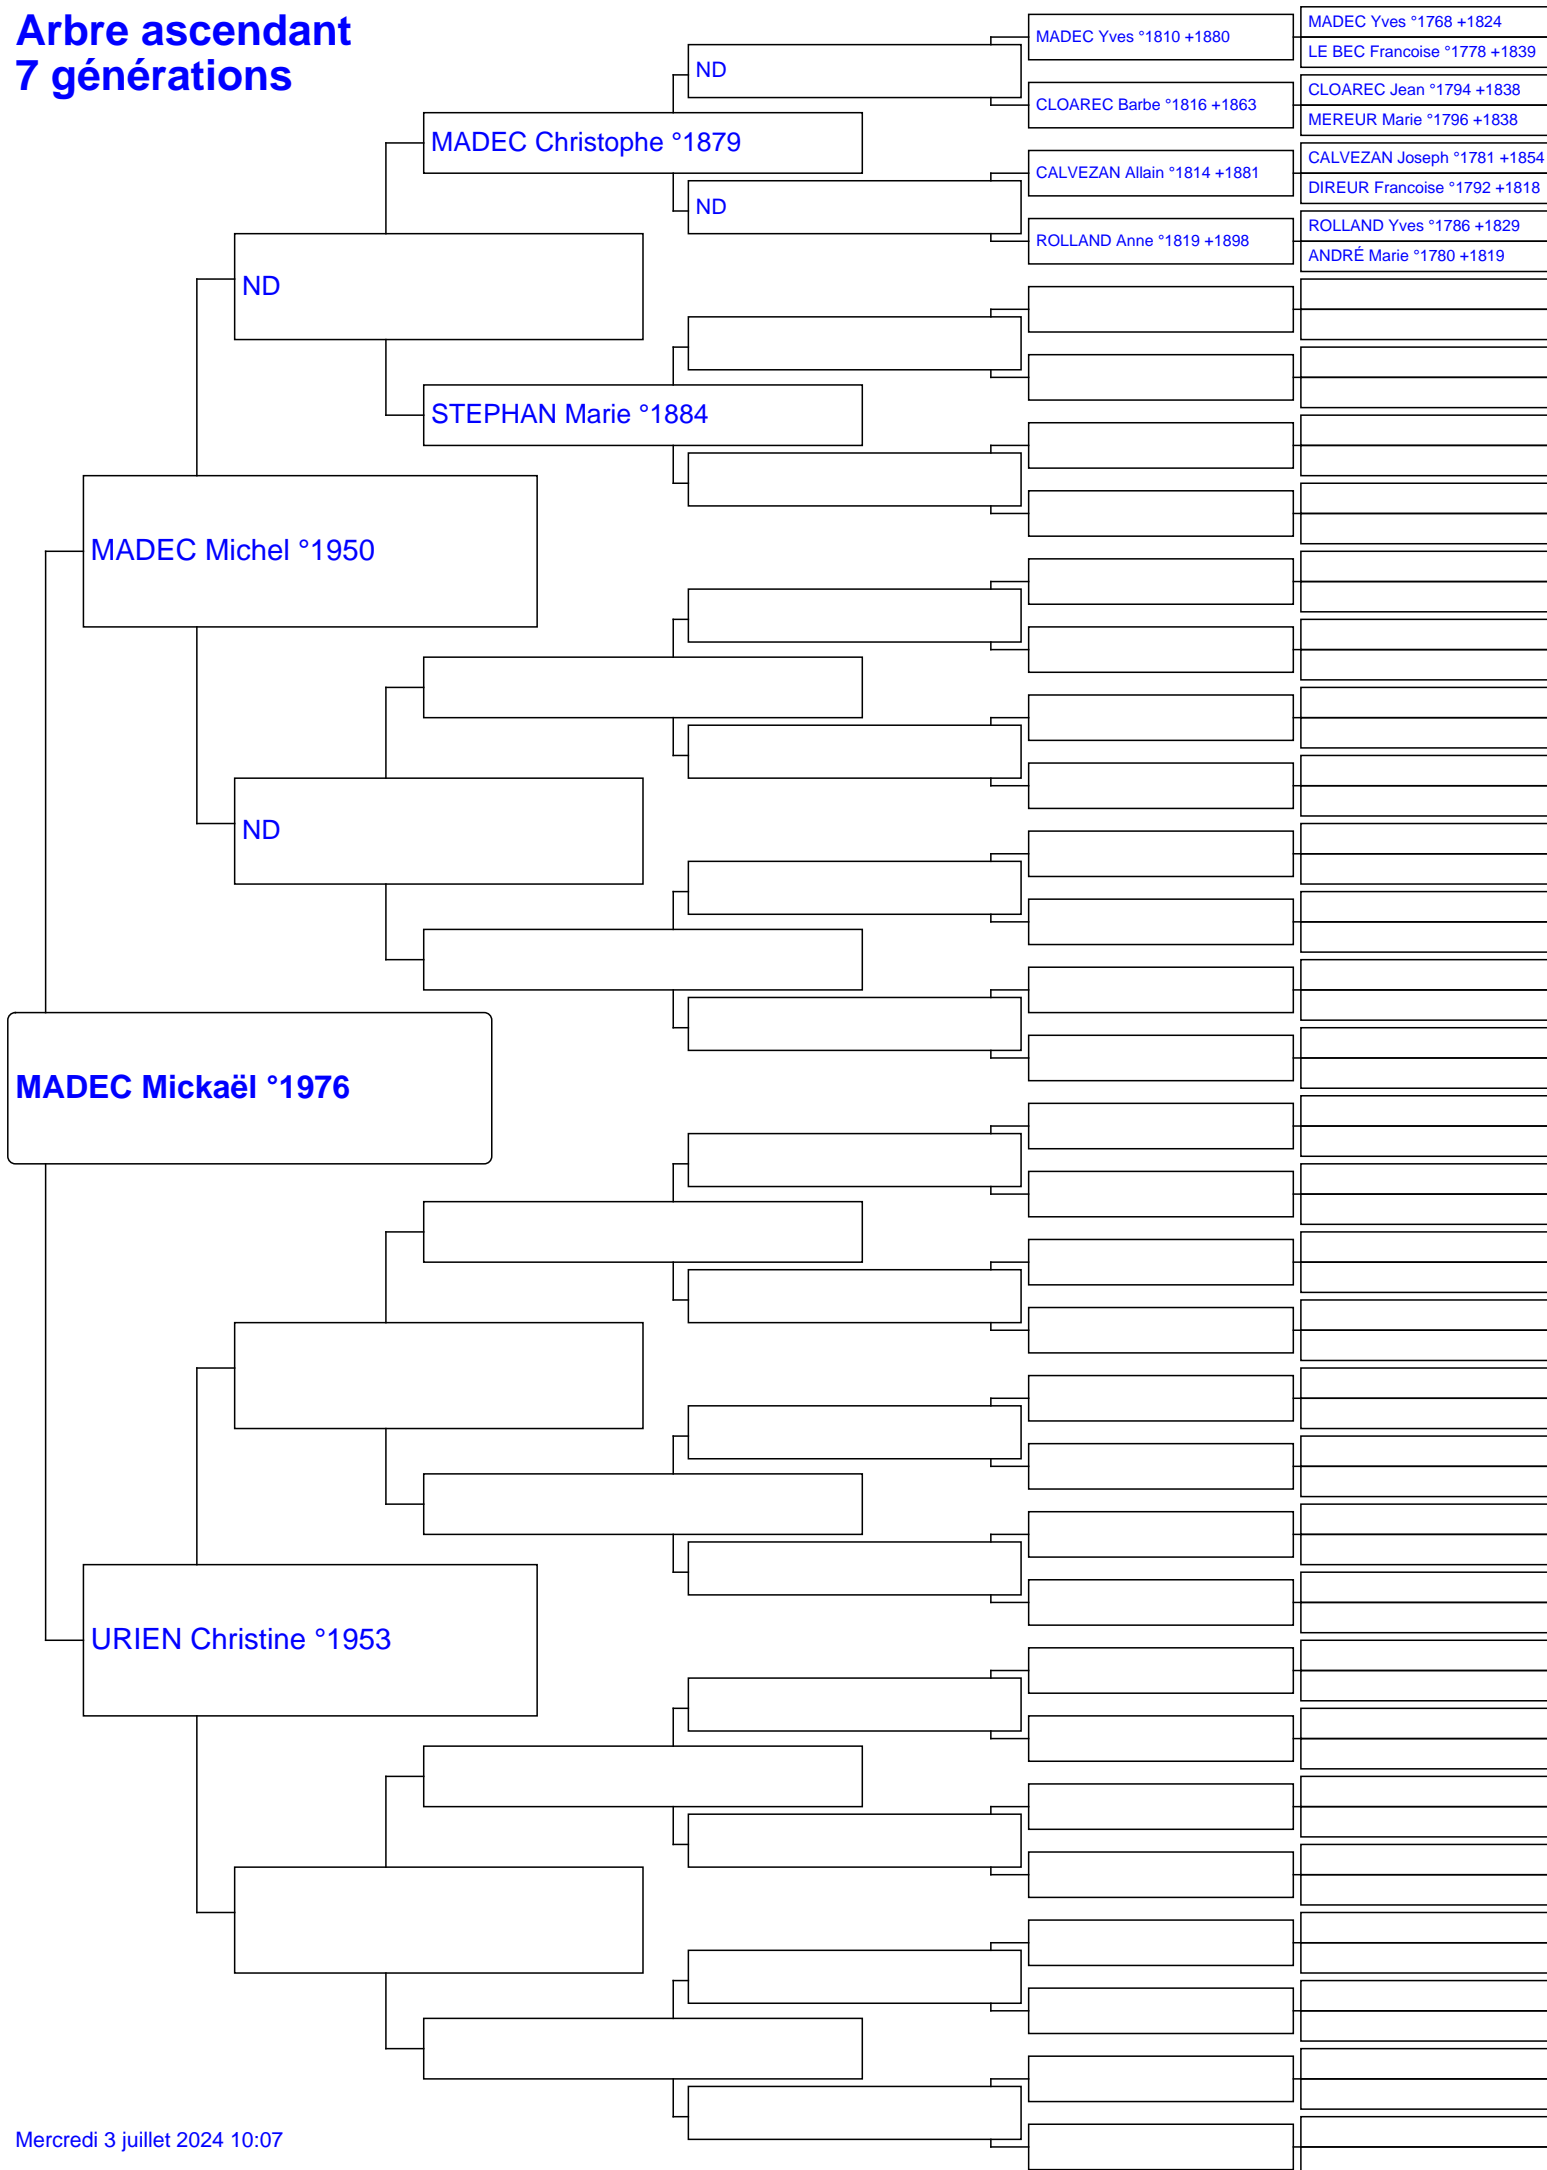 Arbre ascendant
7 générations
MADEC Yves °1768 +1824
MADEC Yves °1810 +1880
LE BEC Francoise °1778 +1839
ND
CLOAREC Jean °1794 +1838
CLOAREC Barbe °1816 +1863
MEREUR Marie °1796 +1838
MADEC Christophe °1879
CALVEZAN Joseph °1781 +1854
CALVEZAN Allain °1814 +1881
DIREUR Francoise °1792 +1818
ND
ROLLAND Yves °1786 +1829
ROLLAND Anne °1819 +1898
ANDRÉ Marie °1780 +1819
ND
STEPHAN Marie °1884
MADEC Michel °1950
ND
MADEC Mickaël °1976
URIEN Christine °1953
Mercredi 3 juillet 2024 10:07